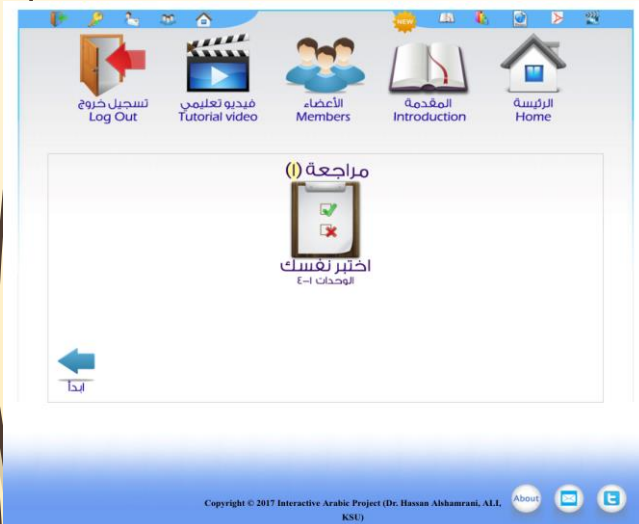 NEW
الرئيسة
Home
المقدمة
Introduction
الأعضاء
Members
فيديو تعليمي
Tutorial video
تسجيل خروج
Log Out
مراجعة (١)
اختبر نفسك
الوحدات ١-٤
ابدأ
Copyright © 2017 Interactive Arabic Project (Dr. Hassan Alshamrani, ALI,
KSU)
About